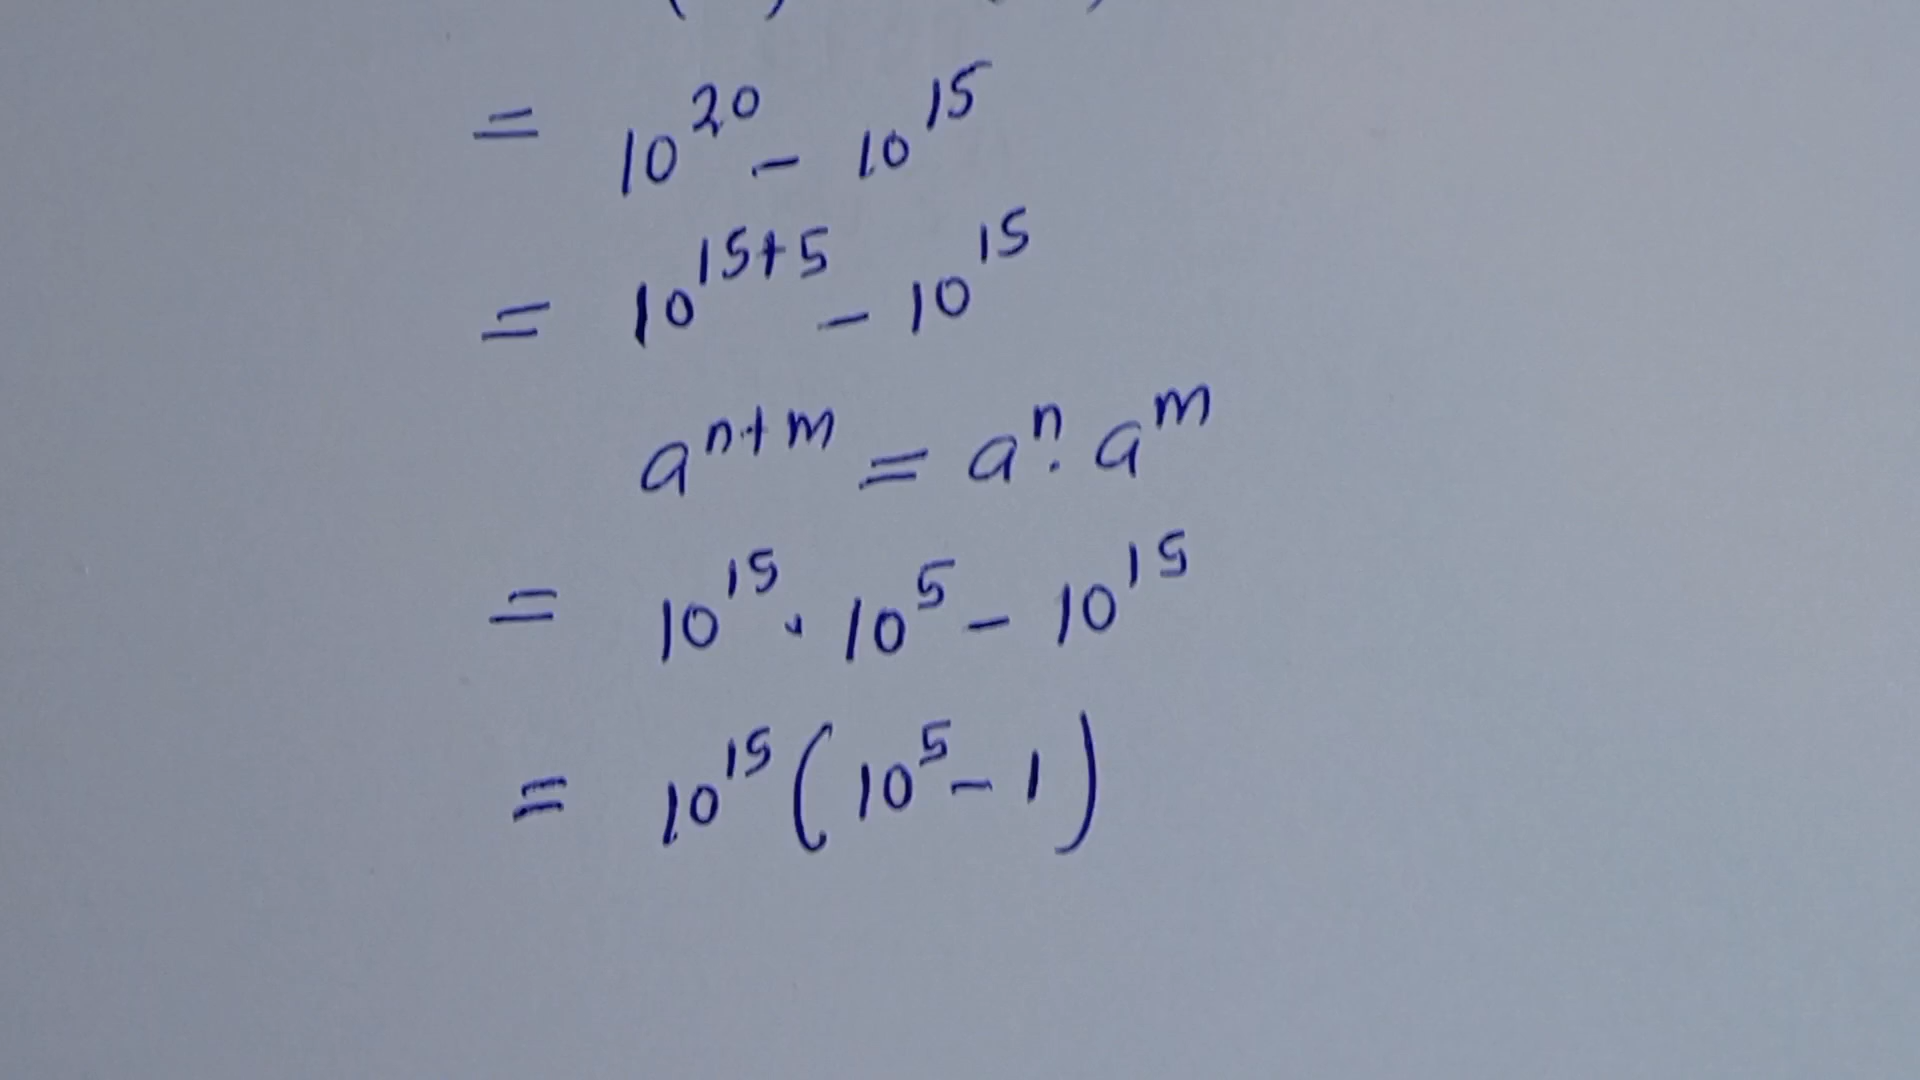 = 10^20 - 10^15
= 10^15+5 - 10^15
a^n+m = a^n . a^m
= 10^15 . 10^5 - 10^15
= 10^15 (10^5 - 1)